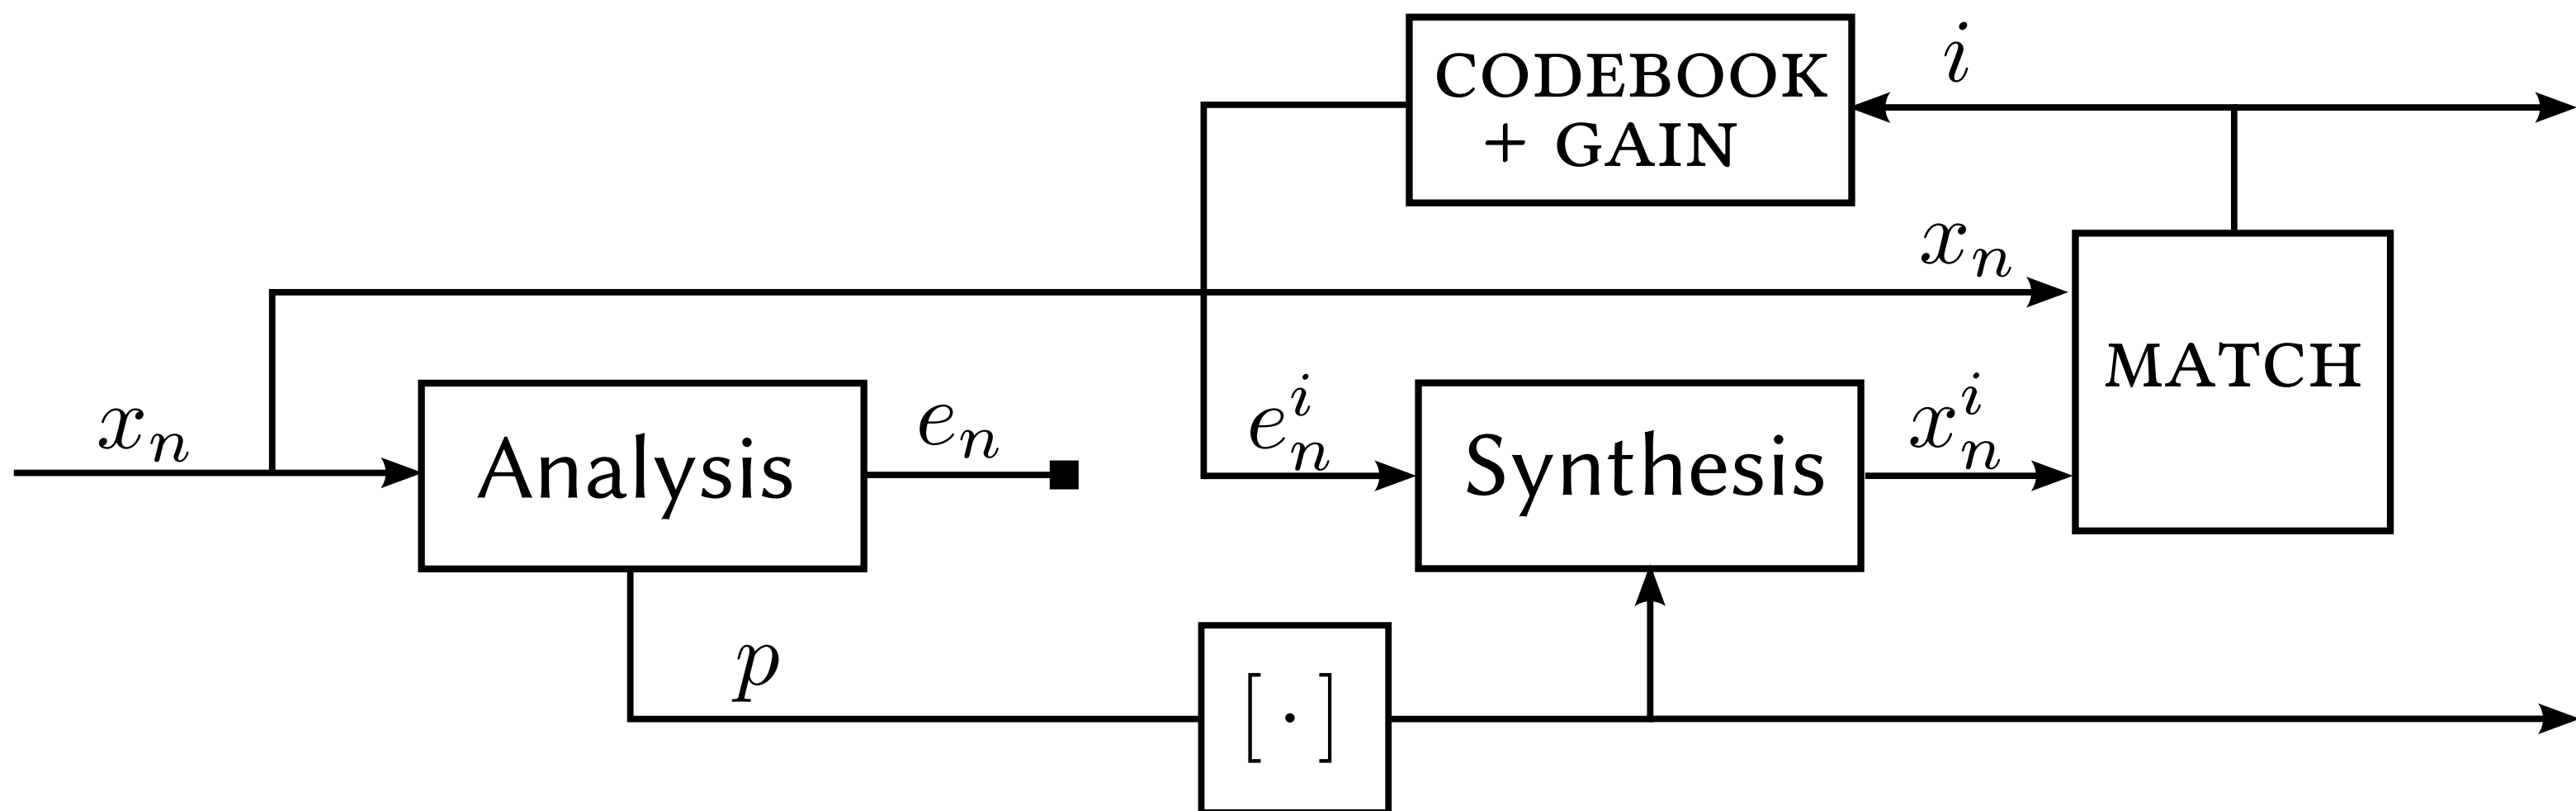 CODEBOOK
+ GAIN
i
x_n
MATCH
x_n
Analysis
e_n
e_n^i
Synthesis
x_n^i
p
[ · ]